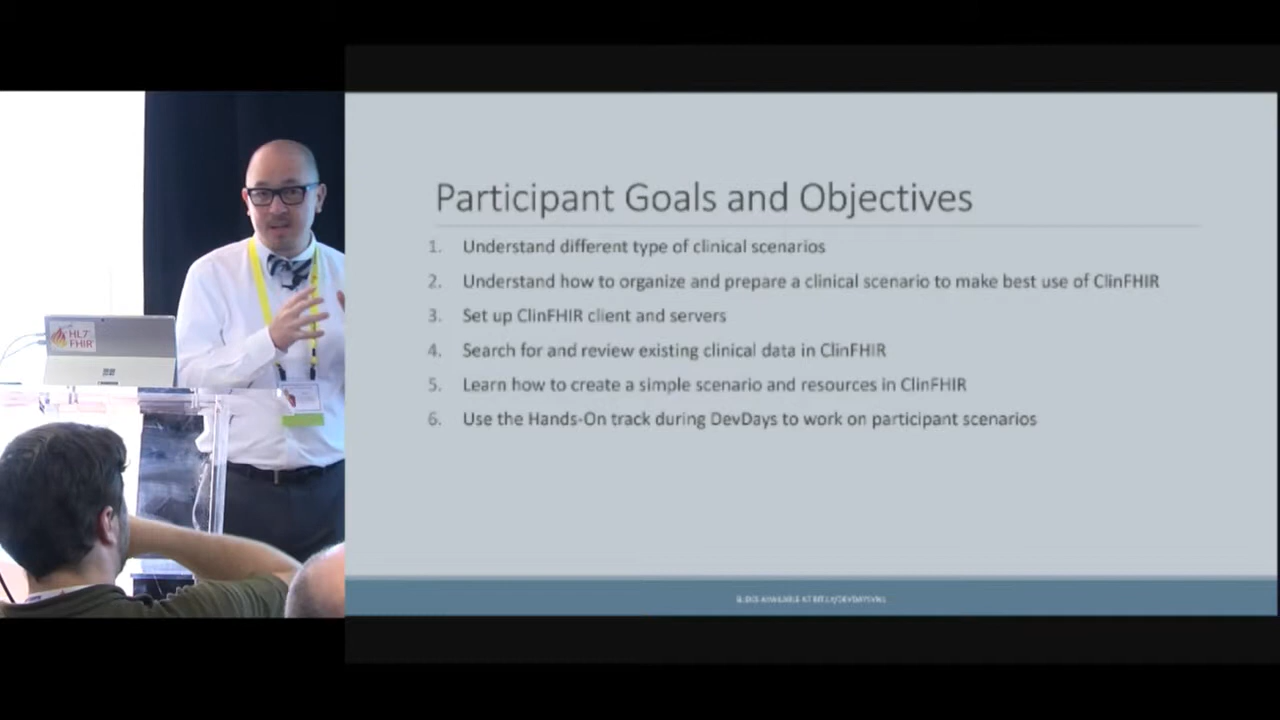 HL7
FHIR
Participant Goals and Objectives
1. Understand different type of clinical scenarios
2. Understand how to organize and prepare a clinical scenario to make best use of ClinFHIR
3. Set up ClinFHIR client and servers
4. Search for and review existing clinical data in ClinFHIR
5. Learn how to create a simple scenario and resources in ClinFHIR
6. Use the Hands-On track during DevDays to work on participant scenarios
SLIDES AVAILABLE AT